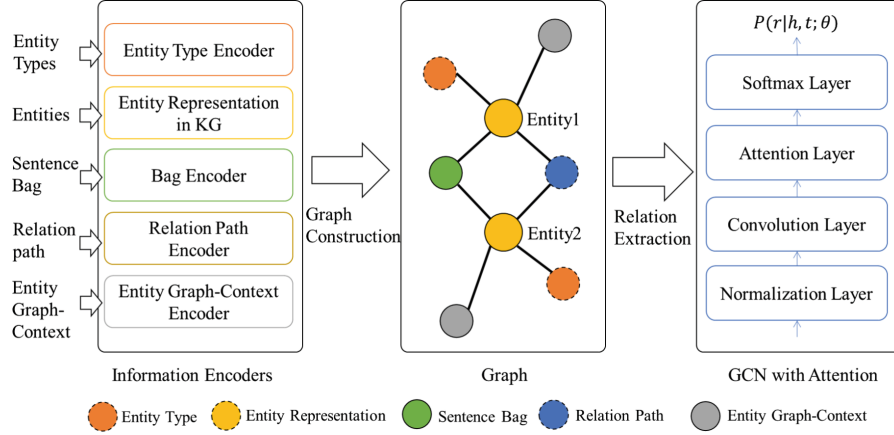 Entity
Types
Entities
Sentence
Bag
Relation
path
Entity
Graph-
Context
Entity Type Encoder
Entity Representation
in KG
Bag Encoder
Relation Path
Encoder
Entity Graph-Context
Encoder
Information Encoders
Graph
Construction
Entity1
Entity2
Graph
Relation
Extraction
P(r|h, t; θ)
Softmax Layer
Attention Layer
Convolution Layer
Normalization Layer
GCN with Attention
Entity Type
Entity Representation
Sentence Bag
Relation Path
Entity Graph-Context